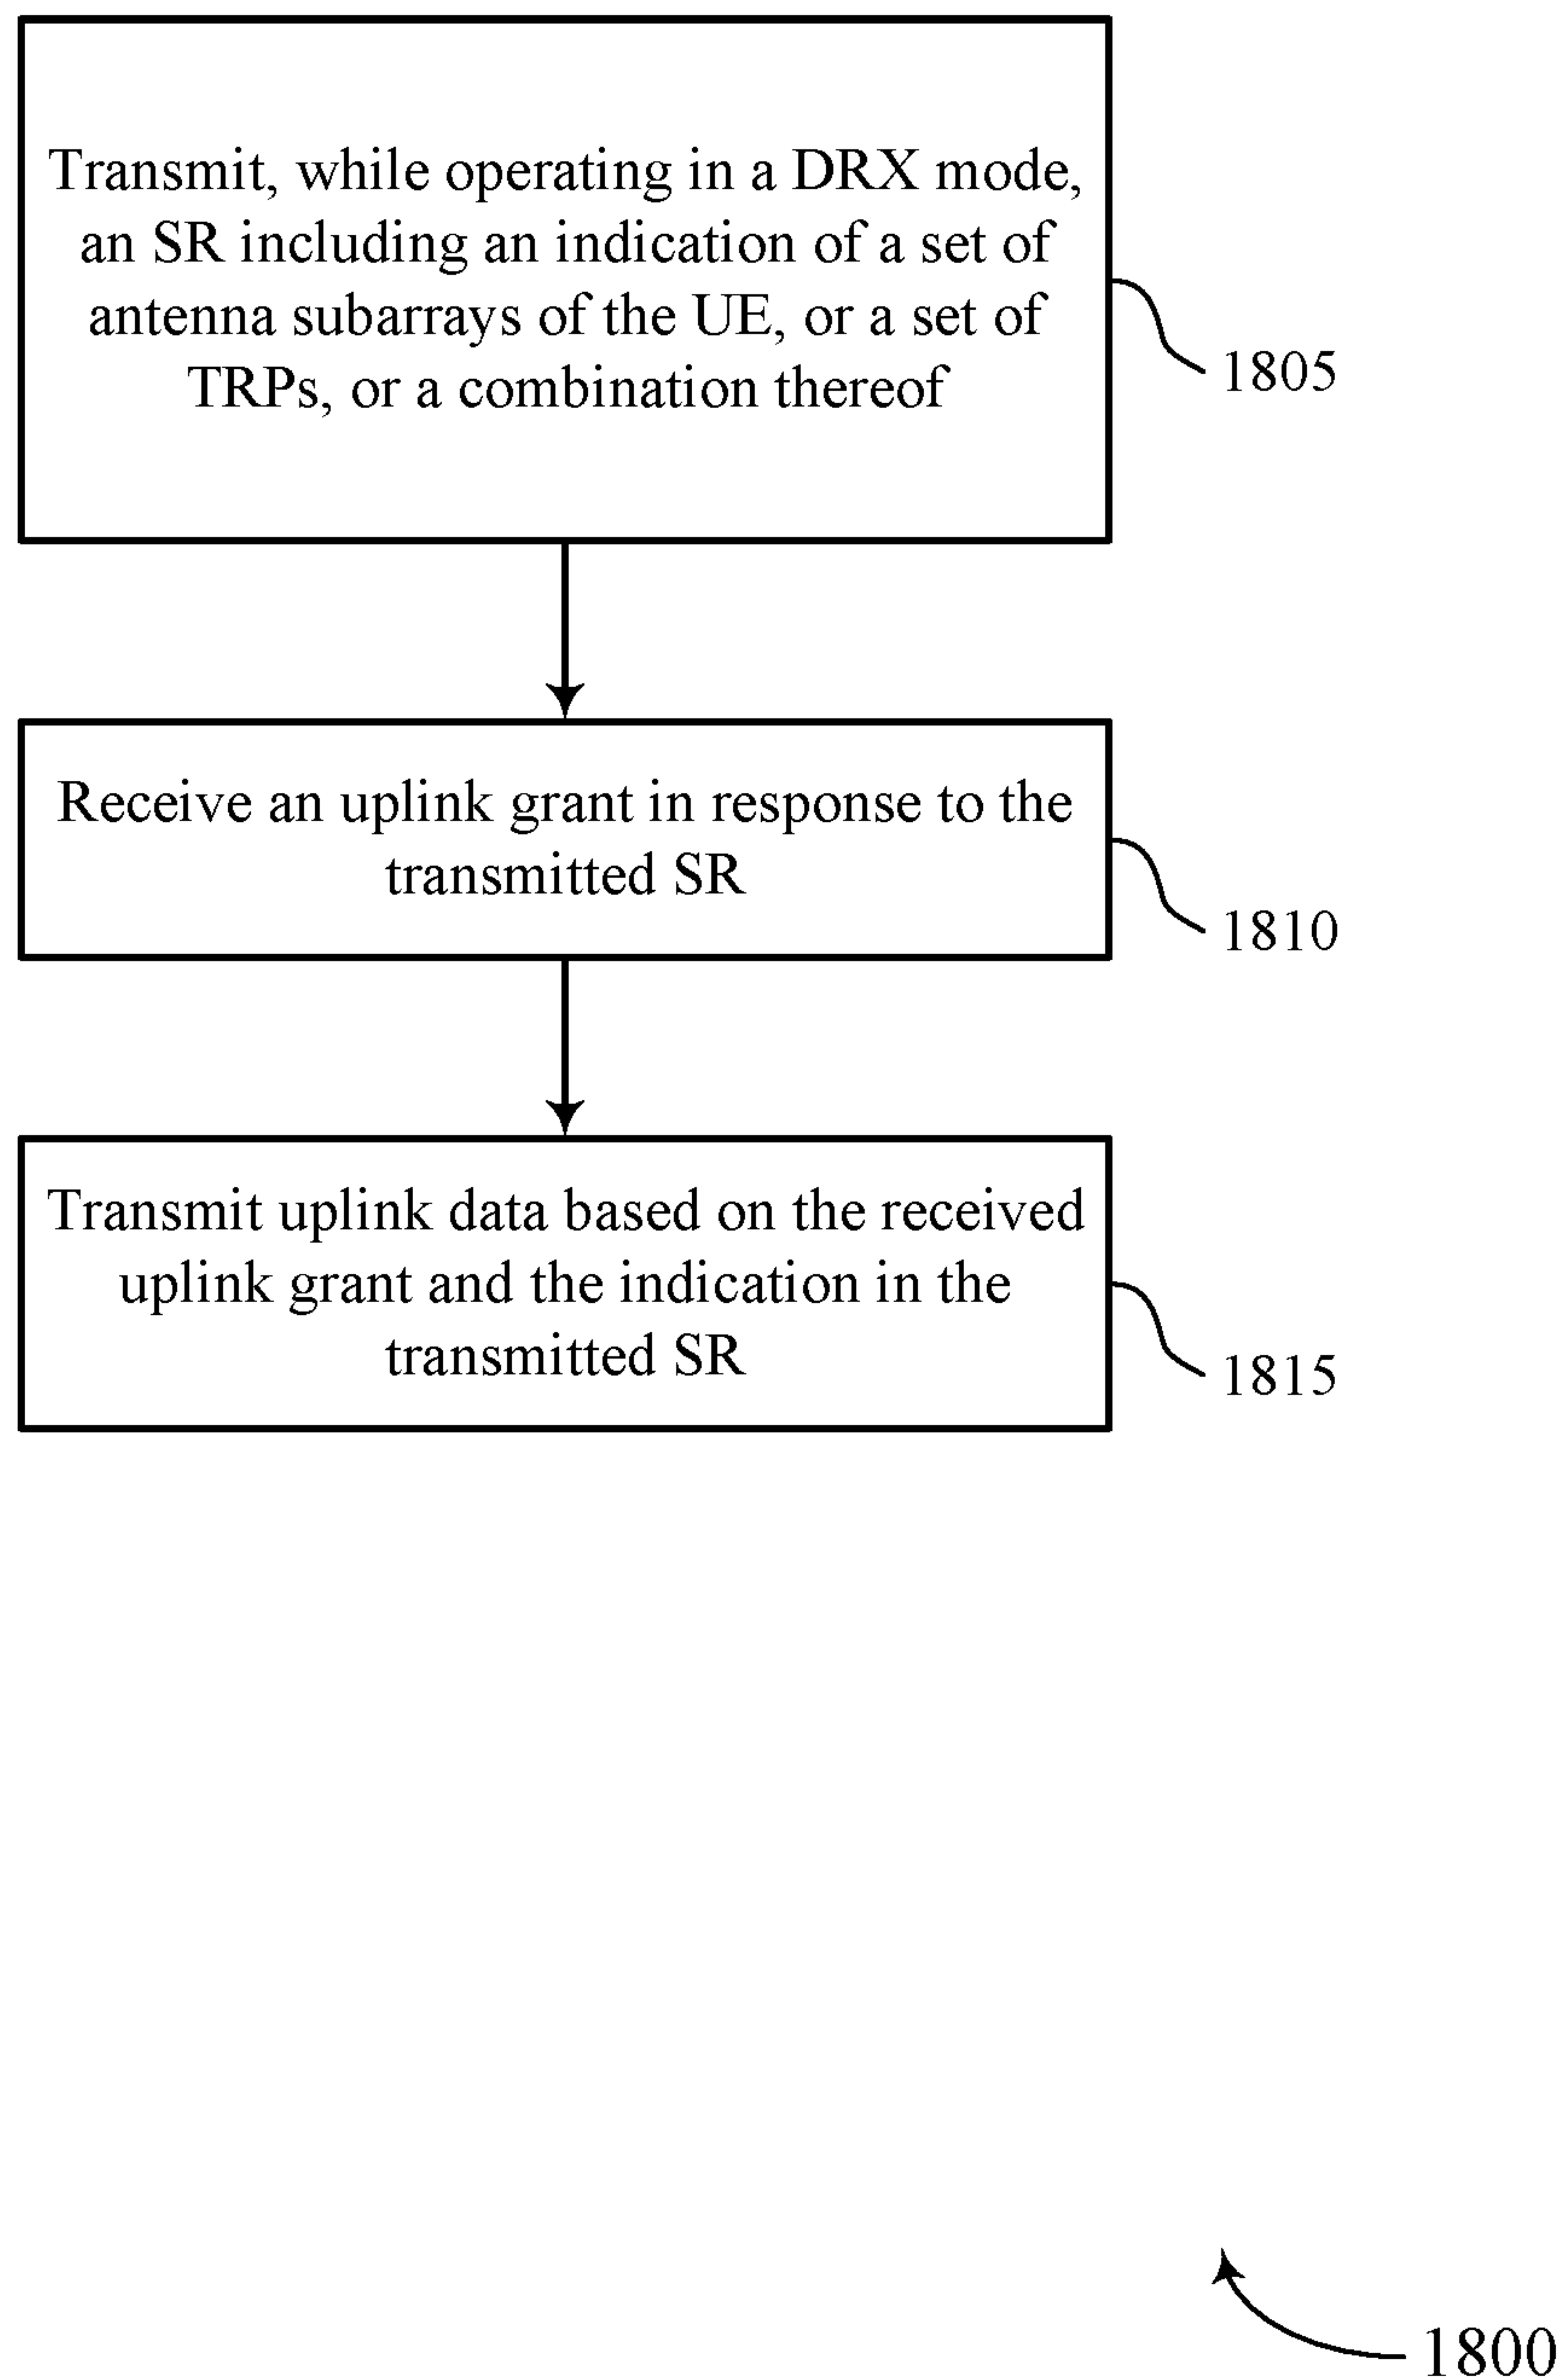 Transmit, while operating in a DRX mode,
an SR including an indication of a set of
antenna subarrays of the UE, or a set of
TRPs, or a combination thereof
1805
Receive an uplink grant in response to the
transmitted SR
1810
Transmit uplink data based on the received
uplink grant and the indication in the
transmitted SR
1815
1800